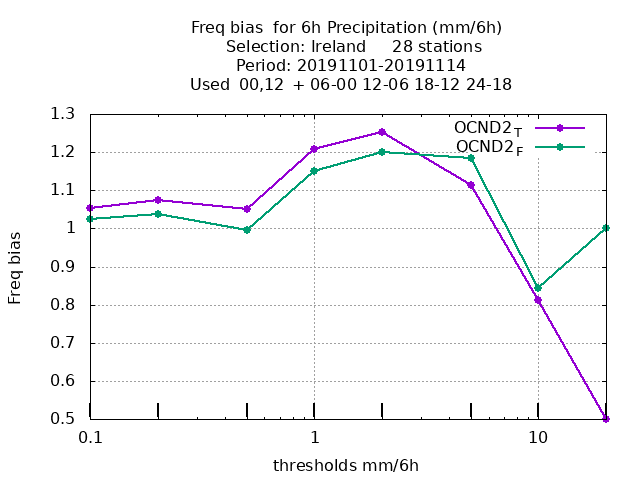 Freq bias  for 6h Precipitation (mm/6h)
Selection: Ireland     28 stations
Period: 20191101-20191114
Used  00,12  + 06-00 12-06 18-12 24-18
OCND2T
OCND2F
1.3
1.2
1.1
1
0.9
0.8
0.7
0.6
0.5
Freq bias
0.1 1 10
thresholds mm/6h